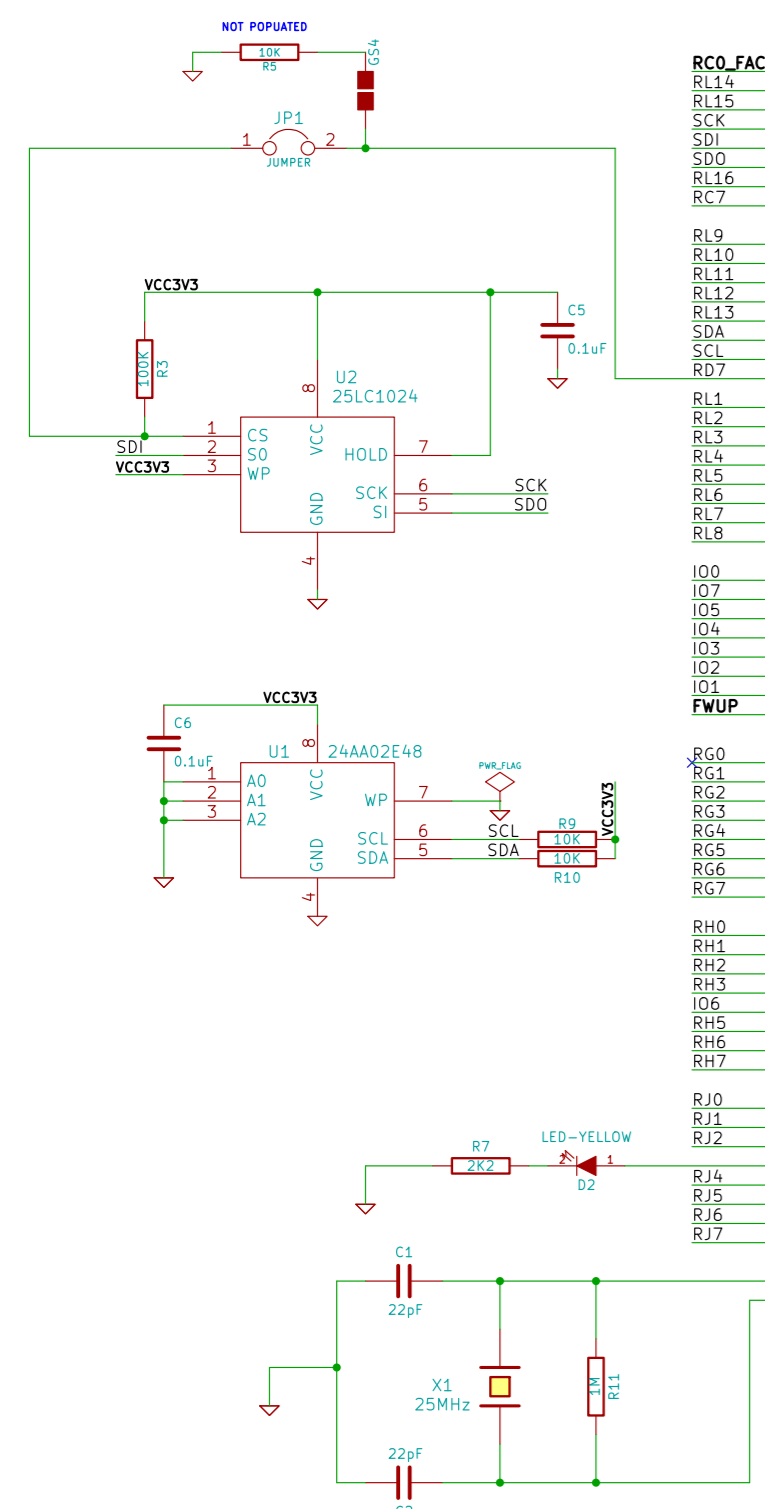 NOT POPUATED
10K
R5
GS4
JP1
1 2
JUMPER
VCC3V3
100K
R3
C5
0.1uF
U2
25LC1024
8
VCC
1 CS
SDI 2 SO
VCC3V3 3 WP
HOLD 7
SCK 6 SCK
SI 5 SDO
GND
4
VCC3V3
C6
0.1uF
U1 24AA02E48
8
VCC
1 A0
2 A1
3 A2
WP 7
PWR_FLAG
SCL 6 SCL
SDA 5 SDA
GND
4
R9
10K
10K
R10
VCC3V3
R7
2K2
LED-YELLOW
2 1
D2
C1
22pF
X1
25MHz
1M
R11
22pF
RC0_FAC
RL14
RL15
SCK
SDI
SDO
RL16
RC7
RL9
RL10
RL11
RL12
RL13
SDA
SCL
RD7
RL1
RL2
RL3
RL4
RL5
RL6
RL7
RL8
IO0
IO7
IO5
IO4
IO3
IO2
IO1
FWUP
RG0
RG1
RG2
RG3
RG4
RG5
RG6
RG7
RH0
RH1
RH2
RH3
IO6
RH5
RH6
RH7
RJ0
RJ1
RJ2
RJ4
RJ5
RJ6
RJ7